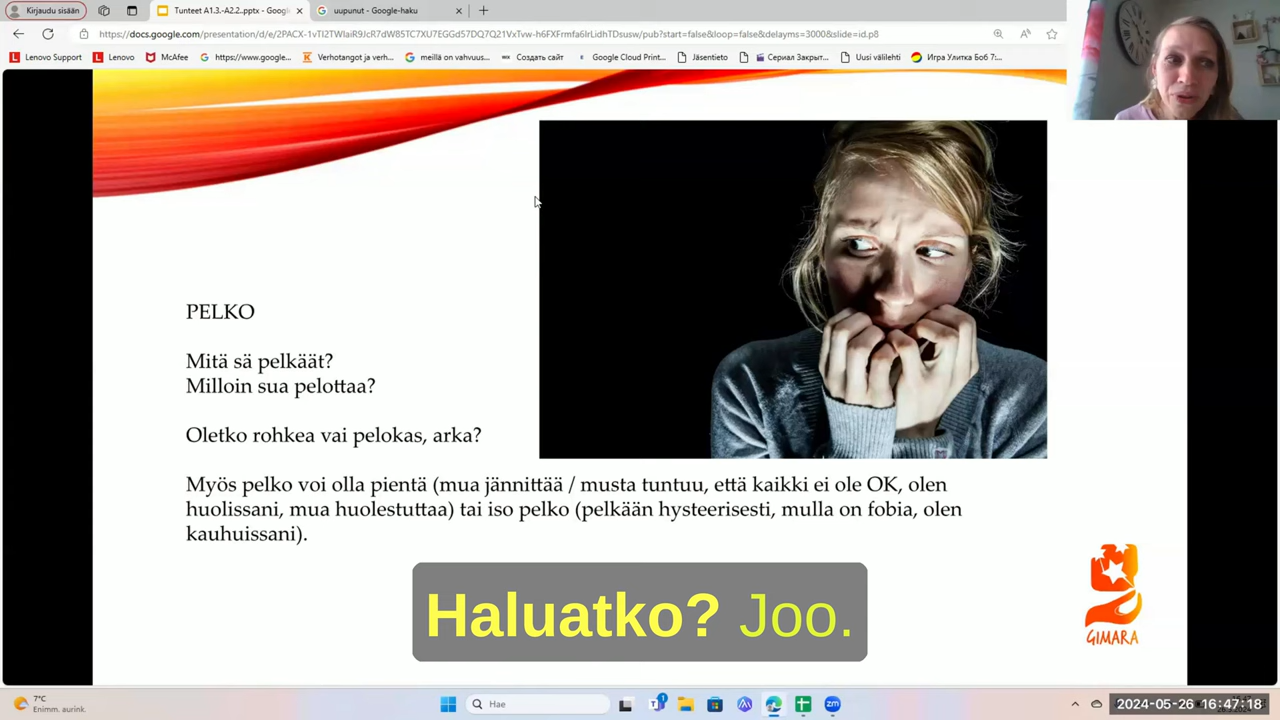 Kirjaudu sisään
Tunteet A1.3.-A2.2..pptx - Googl
uupunut - Google-haku
https://docs.google.com/presentation/d/e/2PACX-1vTI2TWlaiR9JcR7dW85TC7XU7EGGd57DQ7Q21VxTvw-h6FXFrmfa6IrLidhTDsusw/pub?start=false&loop=false&delayms=3000&slide=id.p8
Lenovo Support
Lenovo
McAfee
https://www.google...
Verhotangot ja verh...
meillä on vahvuus...
Создать сайт
Google Cloud Print...
Jäsentieto
Сериал Закрыт...
Uusi välilehti
Игра Улитка Боб 7:...
PELKO
Mitä sä pelkäät?
Milloin sua pelottaa?
Oletko rohkea vai pelokas, arka?
Myös pelko voi olla pientä (mua jännittää / musta tuntuu, että kaikki ei ole OK, olen
huolissani, mua huolestuttaa) tai iso pelko (pelkään hysteerisesti, mulla on fobia, olen
kauhuissani).
Haluatko? Joo.
GIMARA
7°C
Enimm. aurink.
Hae
2024-05-26 16:47:18